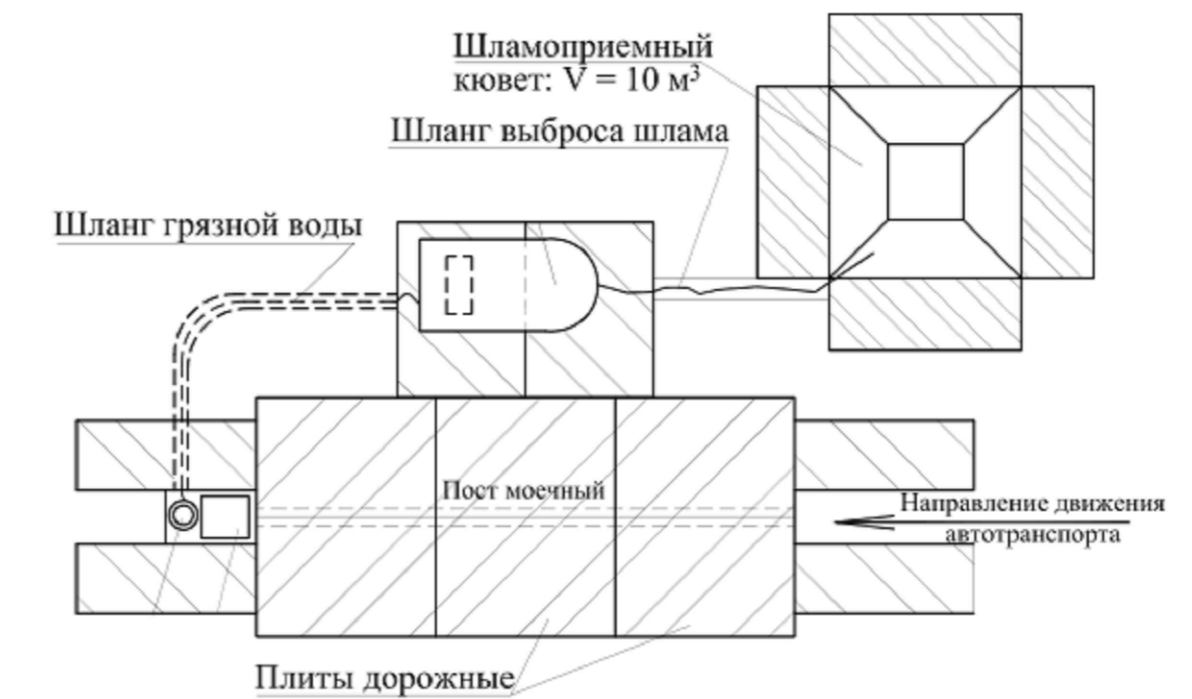 Шламоприемный
кювет: V = 10 м³
Шланг выброса шлама
Шланг грязной воды
Пост моечный
Направление движения
автотранспорта
Плиты дорожные